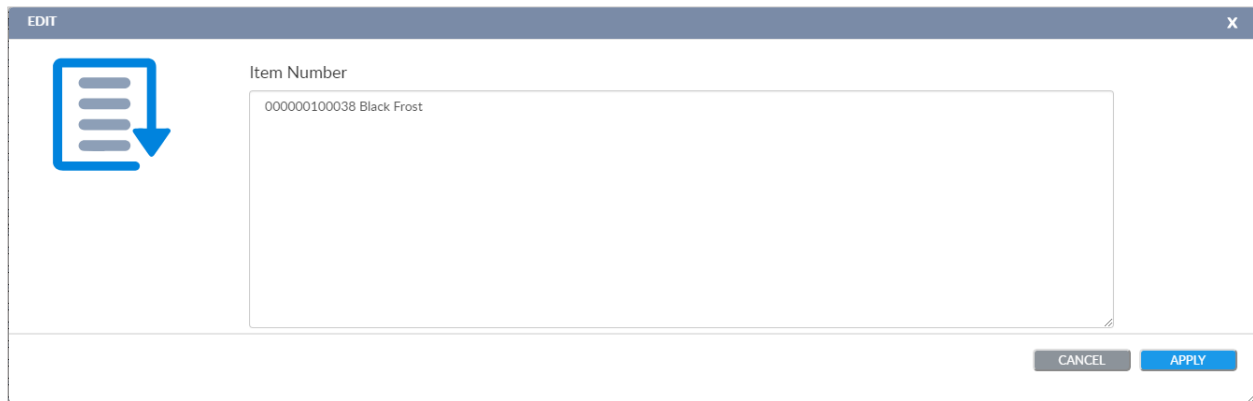 EDIT
X
Item Number
000000100038 Black Frost
CANCEL
APPLY